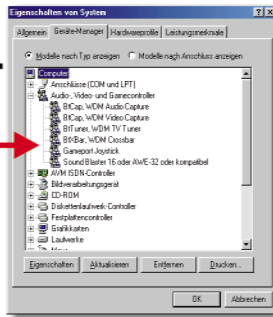 Eigenschaften von System
Allgemein Geräte-Manager Hardwareprofile Leistungsmerkmale
Modelle nach Typ anzeigen Modelle nach Anschluss anzeigen
Computer
Anschlüsse (COM und LPT)
Audio-, Video- und Gamecontroller
BtCap, WDM Audio Capture
BtCap, WDM Video Capture
BtTuner, WDM TV Tuner
BtXBar, WDM Crossbar
Gameport Joystick
Sound Blaster 16 oder AWE-32 oder kompatibel
AVM ISDN-Controller
Bildverarbeitungsgerät
CD-ROM
Diskettenlaufwerk-Controller
Festplattencontroller
Grafikkarten
Laufwerke
Eigenschaften Aktualisieren Entfernen Drucken...
OK Abbrechen